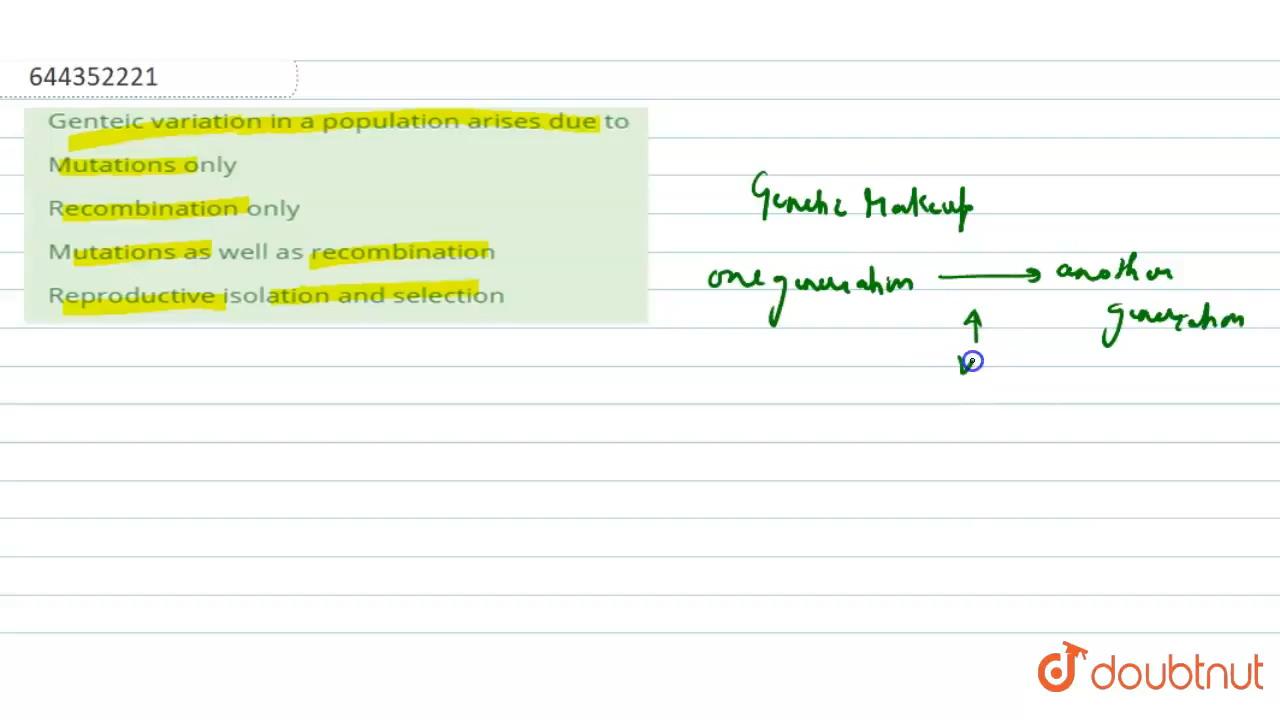 644352221
Genteic variation in a population arises due to
Mutations only
Recombination only
Mutations as well as recombination
Reproductive isolation and selection
Genetic Makeup
one generation → another
generation
↑
V
doubtnut